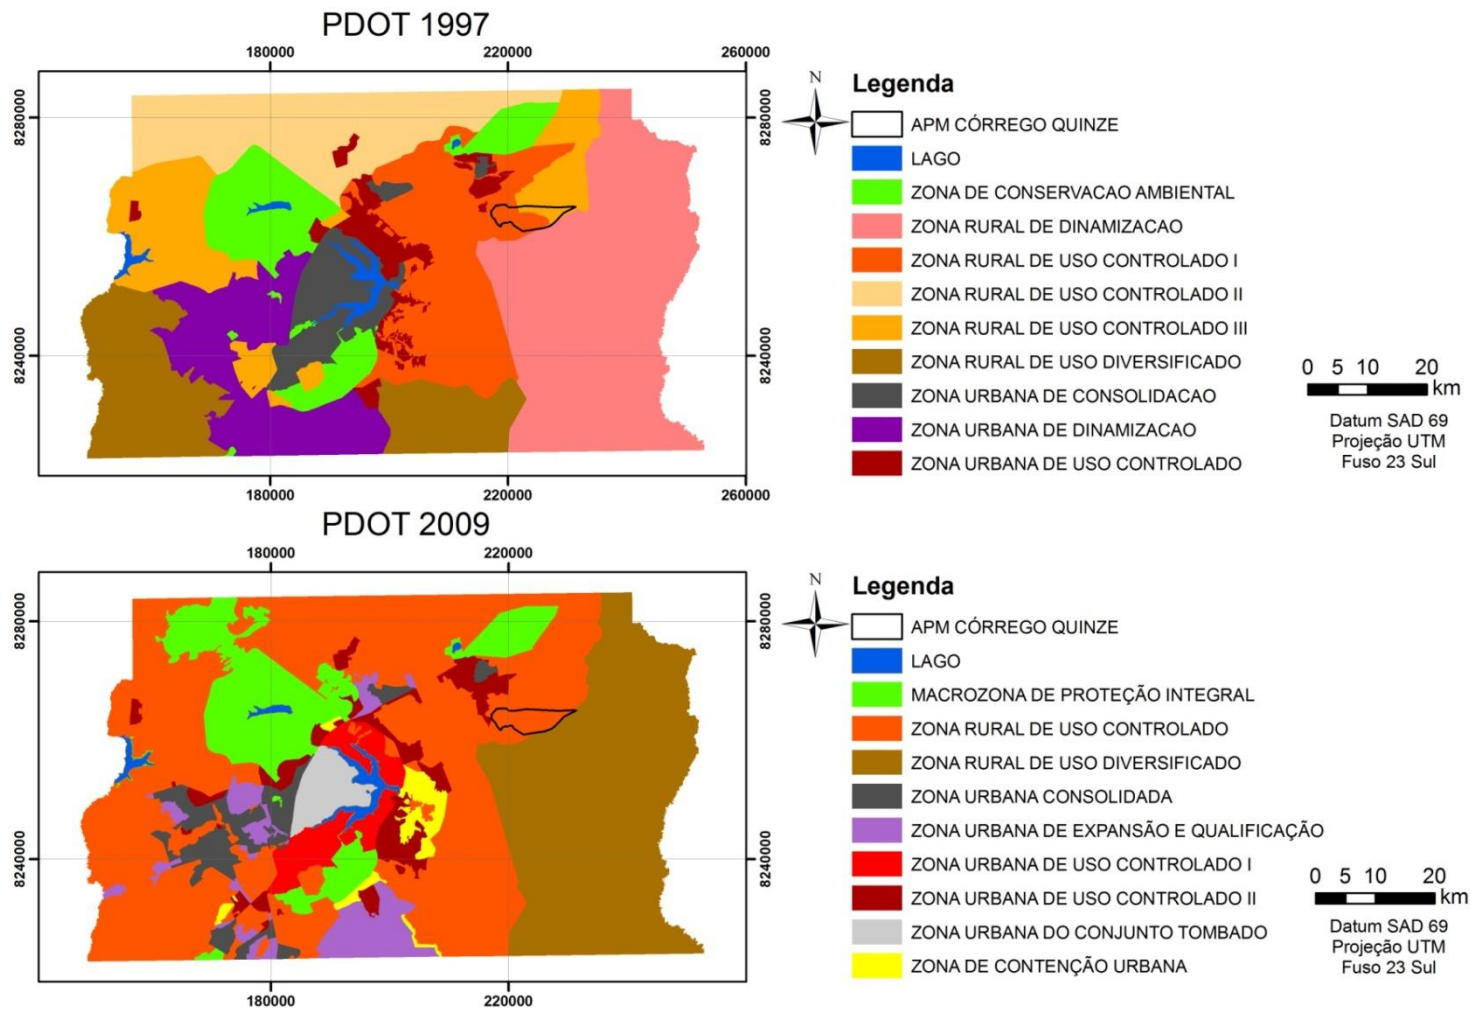 PDOT 1997
180000
220000
260000
8280000
8240000
8280000
8240000
180000
220000
260000
N
Legenda
APM CÓRREGO QUINZE
LAGO
ZONA DE CONSERVACAO AMBIENTAL
ZONA RURAL DE DINAMIZACAO
ZONA RURAL DE USO CONTROLADO I
ZONA RURAL DE USO CONTROLADO II
ZONA RURAL DE USO CONTROLADO III
ZONA RURAL DE USO DIVERSIFICADO
ZONA URBANA DE CONSOLIDACAO
ZONA URBANA DE DINAMIZACAO
ZONA URBANA DE USO CONTROLADO
0 5 10 20
km
Datum SAD 69
Projeção UTM
Fuso 23 Sul
PDOT 2009
180000
220000
8280000
8240000
8280000
8240000
180000
220000
N
Legenda
APM CÓRREGO QUINZE
LAGO
MACROZONA DE PROTEÇÃO INTEGRAL
ZONA RURAL DE USO CONTROLADO
ZONA RURAL DE USO DIVERSIFICADO
ZONA URBANA CONSOLIDADA
ZONA URBANA DE EXPANSÃO E QUALIFICAÇÃO
ZONA URBANA DE USO CONTROLADO I
ZONA URBANA DE USO CONTROLADO II
ZONA URBANA DO CONJUNTO TOMBADO
ZONA DE CONTENÇÃO URBANA
0 5 10 20
km
Datum SAD 69
Projeção UTM
Fuso 23 Sul